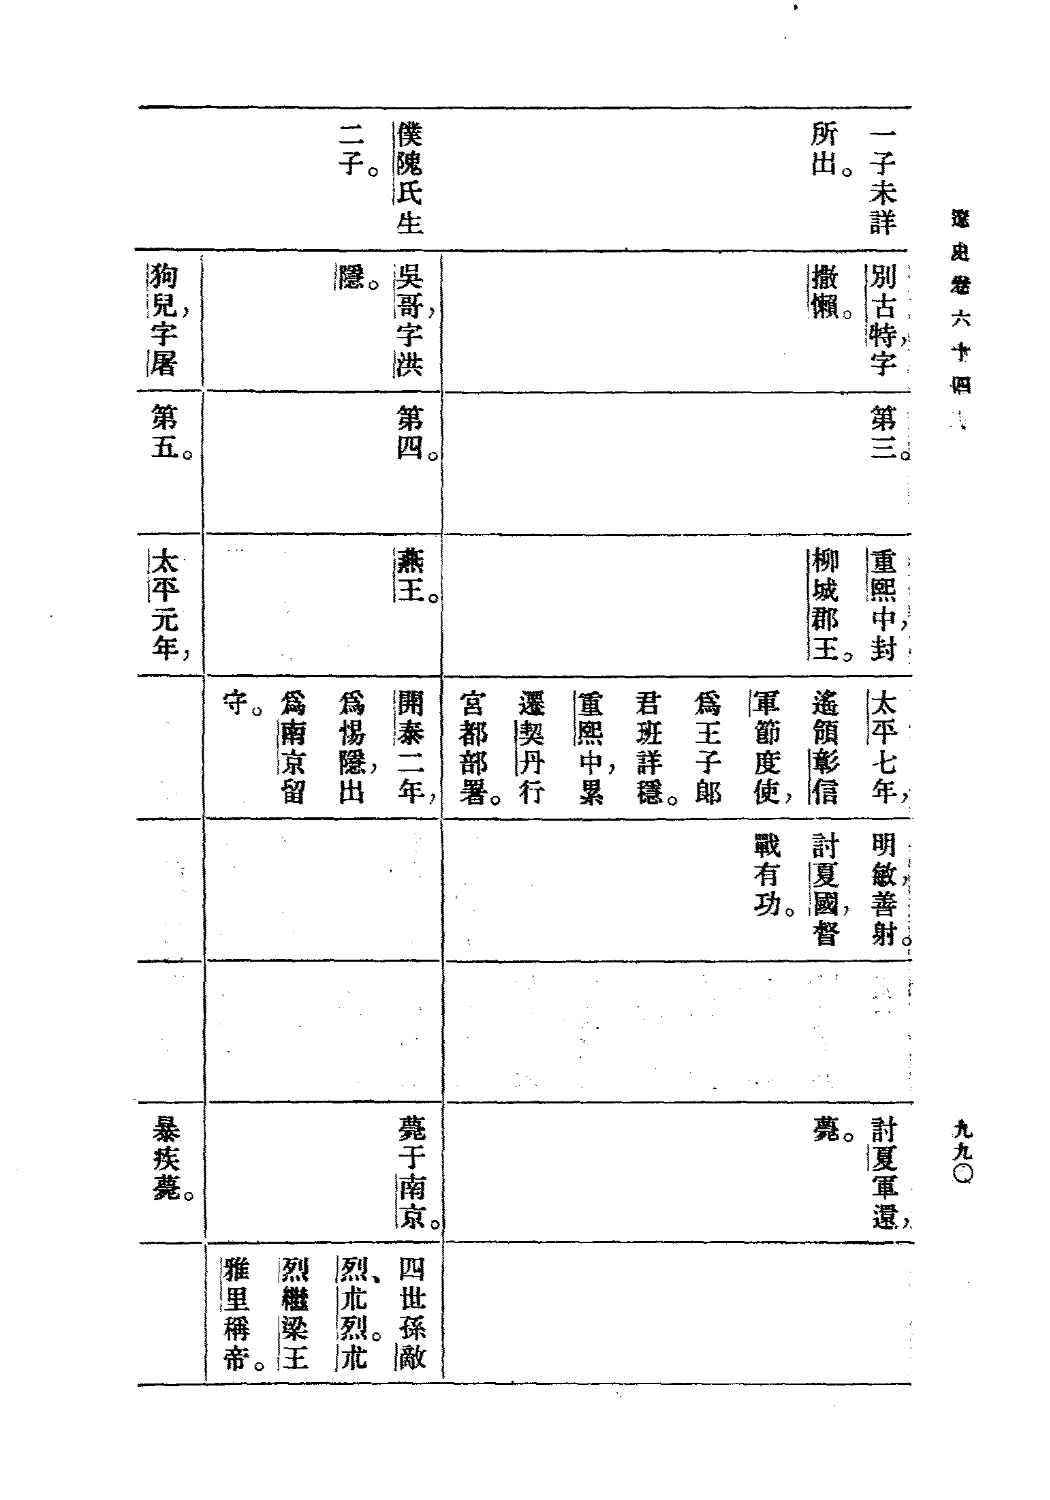 遼史卷六十四
九九〇
一子未詳
所出。
別古特,字
撒懶。
第三。
重熙中,封
柳城郡王。
太平七年,
遙領彰信
軍節度使,
爲王子郎
君班詳穩。
重熙中,累
遷契丹行
宮都部署。
明敏善射。
討夏國,督
戰有功。
討夏軍還,
薨。
僕隗氏生
二子。
吳哥,字洪
隱。
第四。
燕王。
開泰二年,
爲惕隱,出
爲南京留
守。
薨于南京。
四世孫敵
烈、朮烈。朮
烈繼梁王
雅里稱帝。
狗兒,字屠
第五。
太平元年,
暴疾薨。